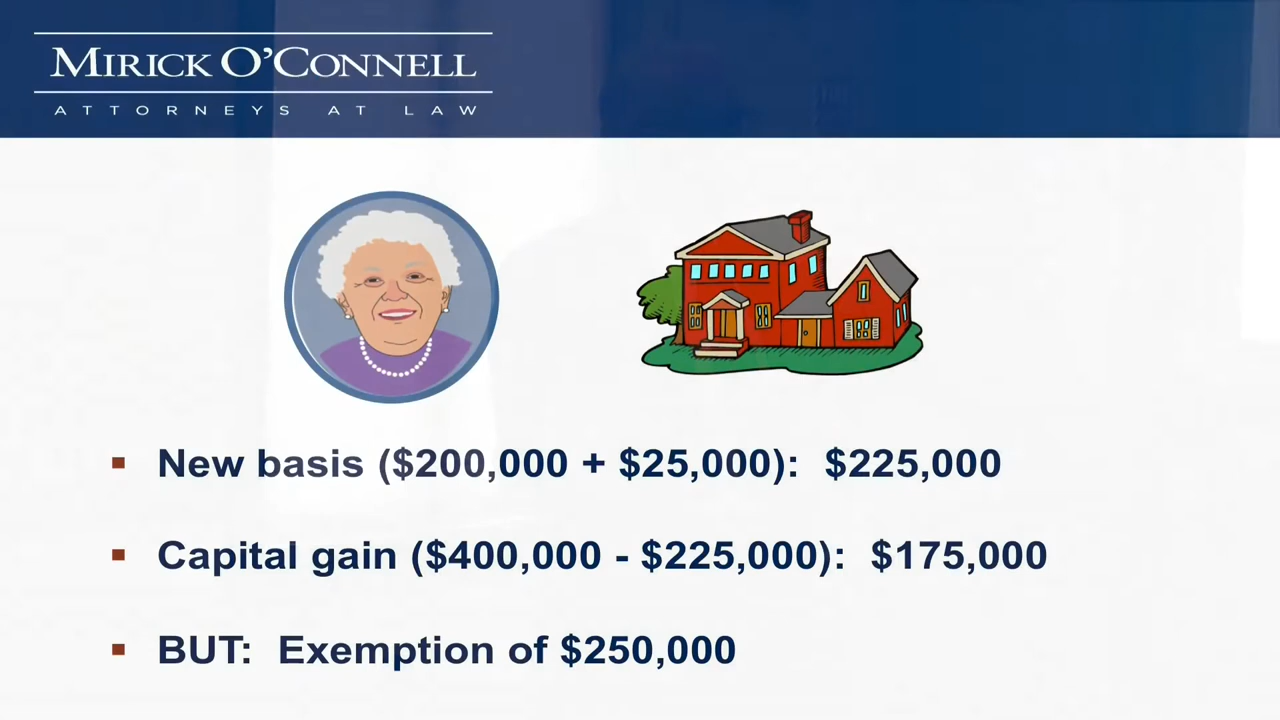 MIRICK O'CONNELL
ATTORNEYS AT LAW
▪ New basis ($200,000 + $25,000): $225,000
▪ Capital gain ($400,000 - $225,000): $175,000
▪ BUT: Exemption of $250,000